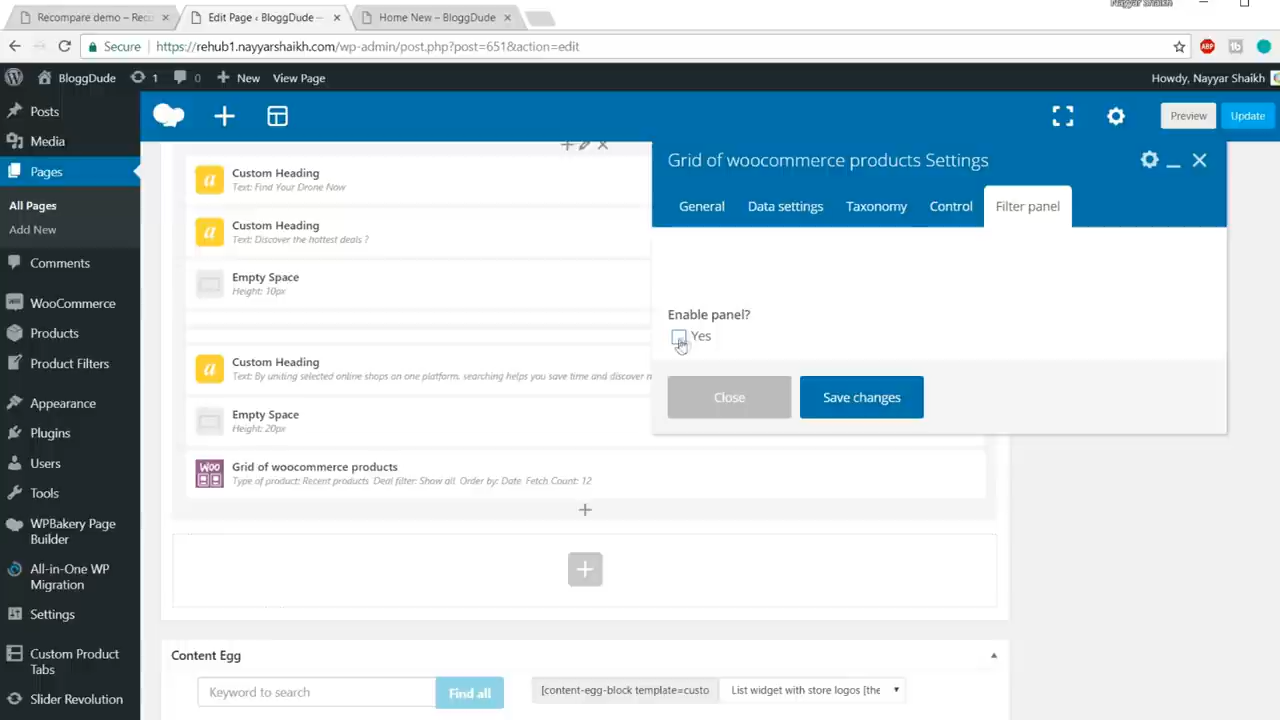 Nayyar Shaikh
Recompare demo – Rec
Edit Page ‹ BloggDude —
Home New – BloggDude
Secure
https://rehub1.nayyarshaikh.com/wp-admin/post.php?post=651&action=edit
ABP
BloggDude
1
0
New
View Page
Howdy, Nayyar Shaikh
Posts
Media
Pages
All Pages
Add New
Comments
WooCommerce
Products
Product Filters
Appearance
Plugins
Users
Tools
WPBakery Page
Builder
All-in-One WP
Migration
Settings
Custom Product
Tabs
Slider Revolution
Preview
Update
Custom Heading
Text: Find Your Drone Now
Custom Heading
Text: Discover the hottest deals ?
Empty Space
Height: 10px
Custom Heading
Text: By uniting selected online shops on one platform, searching helps you save time and discover n
Empty Space
Height: 20px
Woo
Grid of woocommerce products
Type of product: Recent products Deal filter: Show all Order by: Date Fetch Count: 12
Grid of woocommerce products Settings
General
Data settings
Taxonomy
Control
Filter panel
Enable panel?
Yes
Close
Save changes
Content Egg
Keyword to search
Find all
[content-egg-block template=custo
List widget with store logos [the